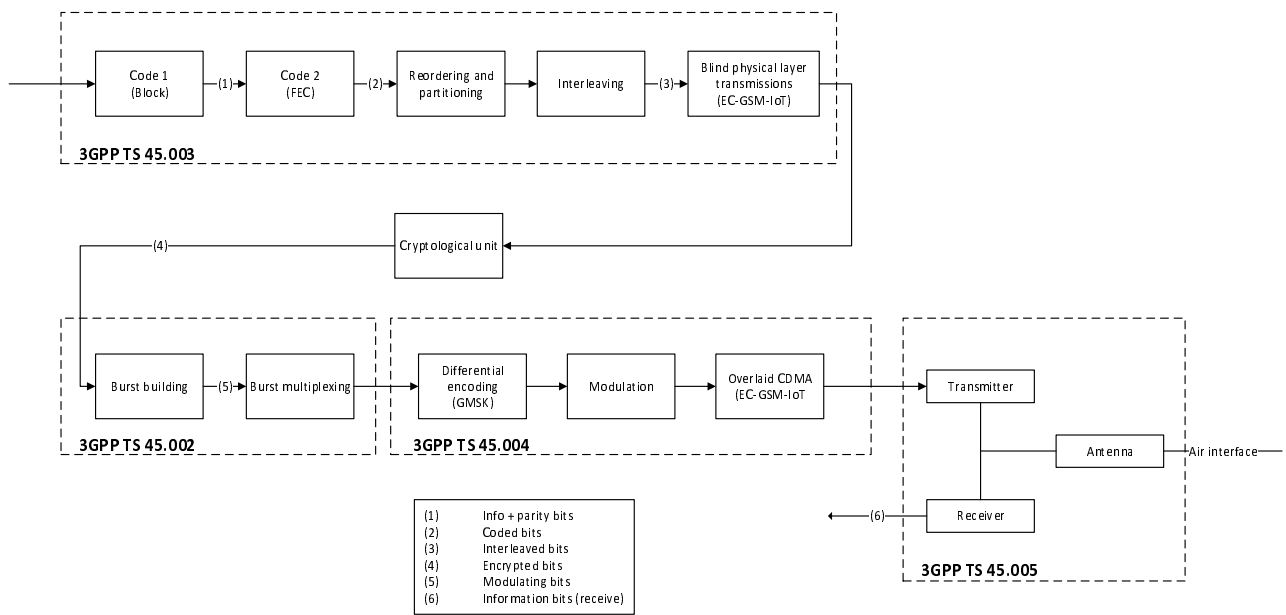 Code 1
(Block)
(1)
Code 2
(FEC)
(2)
Reordering and
partitioning
Interleaving
(3)
Blind physical layer
transmissions
(EC-GSM-IoT)
3GPP TS 45.003
(4)
Cryptological unit
Burst building
(5)
Burst multiplexing
3GPP TS 45.002
Differential
encoding
(GMSK)
Modulation
Overlaid CDMA
(EC-GSM-IoT
3GPP TS 45.004
Transmitter
Antenna
Air interface
Receiver
(6)
3GPP TS 45.005
(1) Info + parity bits
(2) Coded bits
(3) Interleaved bits
(4) Encrypted bits
(5) Modulating bits
(6) Information bits (receive)